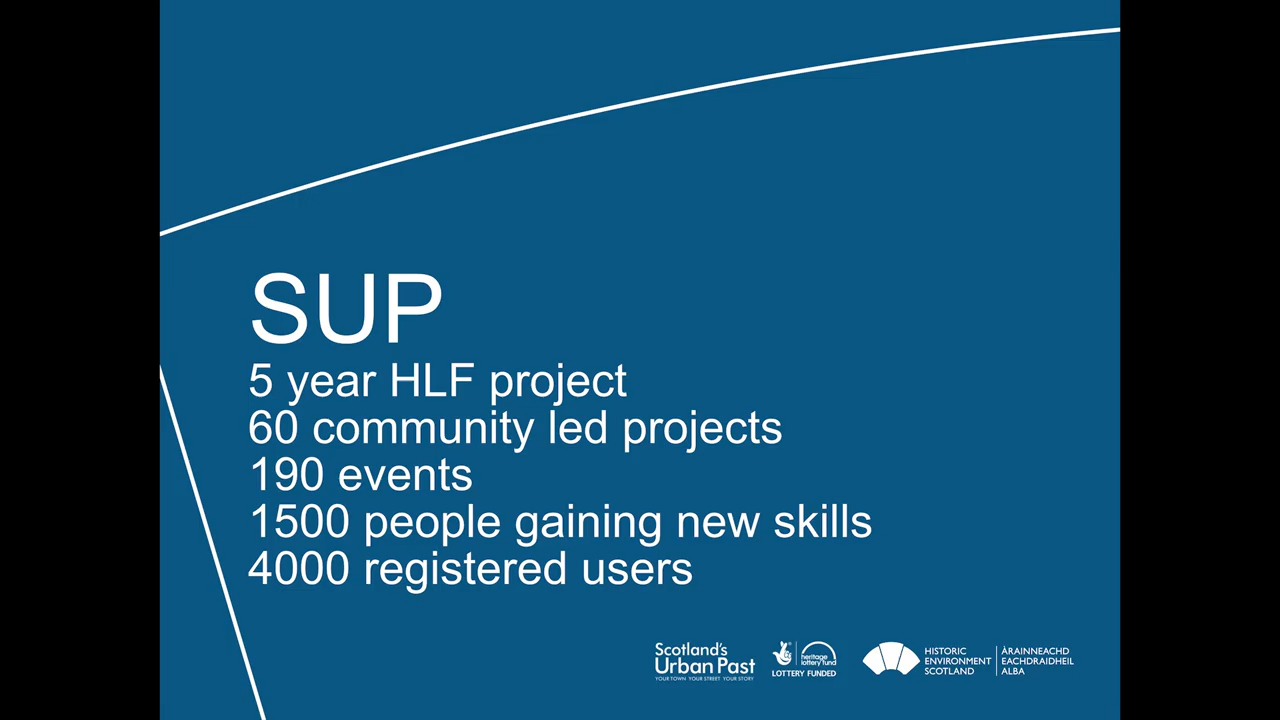 SUP
5 year HLF project
60 community led projects
190 events
1500 people gaining new skills
4000 registered users
Scotland's
Urban Past
YOUR TOWN YOUR STREET YOUR STORY
heritage
lottery fund
LOTTERY FUNDED
HISTORIC
ENVIRONMENT
SCOTLAND
ÀRAINNEACHD
EACHDRAIDHEIL
ALBA